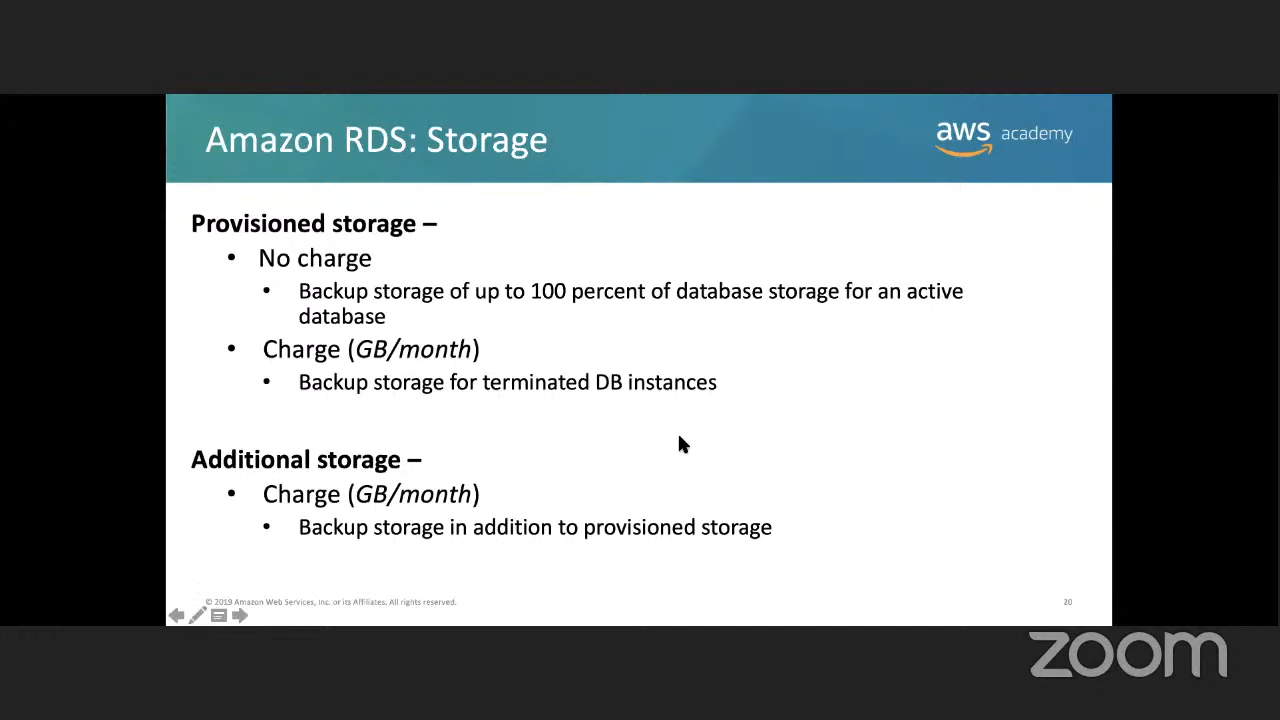 Amazon RDS: Storage
aws academy
Provisioned storage –
• No charge
• Backup storage of up to 100 percent of database storage for an active
database
• Charge (GB/month)
• Backup storage for terminated DB instances
Additional storage –
• Charge (GB/month)
• Backup storage in addition to provisioned storage
© 2019 Amazon Web Services, Inc. or its Affiliates. All rights reserved.
20
zoom